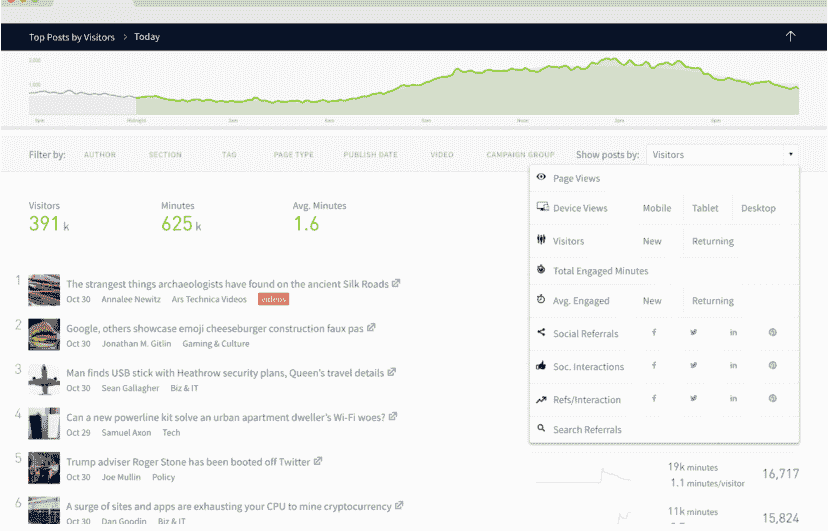 Top Posts by Visitors > Today
Midnight
Filter by: AUTHOR SECTION TAG PAGE TYPE PUBLISH DATE VIDEO CAMPAIGN GROUP Show posts by: Visitors
Page Views
Device Views Mobile Tablet Desktop
Visitors New Returning
Total Engaged Minutes
Avg. Engaged New Returning
Social Referrals
Soc. Interactions
Refs/Interaction
Search Referrals
Visitors Minutes Avg. Minutes
391 k 625 k 1.6
1 The strangest things archaeologists have found on the ancient Silk Roads
Oct 30 Annalee Newitz Ars Technica Videos videos
2 Google, others showcase emoji cheeseburger construction faux pas
Oct 30 Jonathan M. Gitlin Gaming & Culture
3 Man finds USB stick with Heathrow security plans, Queen's travel details
Oct 30 Sean Gallagher Biz & IT
4 Can a new powerline kit solve an urban apartment dweller's Wi-Fi woes?
Oct 29 Samuel Axon Tech
5 Trump adviser Roger Stone has been booted off Twitter
Oct 30 Joe Mullin Policy
19k minutes
1.1 minutes/visitor
16,717
6 A surge of sites and apps are exhausting your CPU to mine cryptocurrency
Oct 30 Dan Goodin Biz & IT
11k minutes
15,824